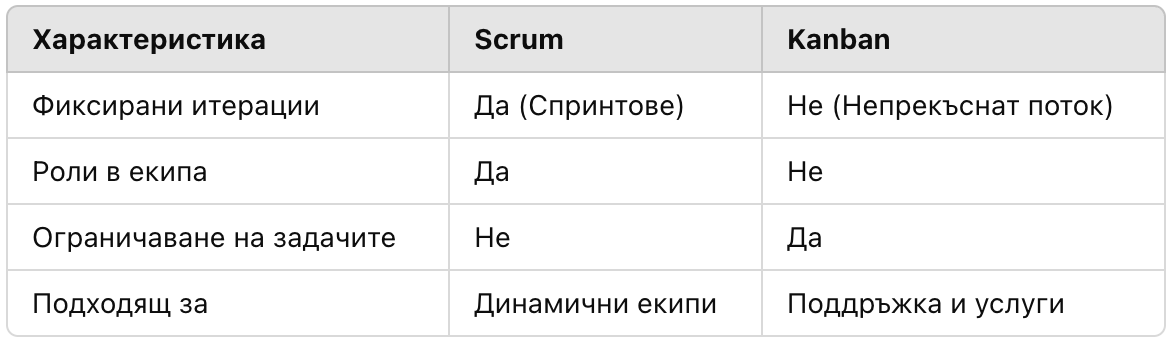 Характеристика Scrum Kanban
Фиксирани итерации Да (Спринтове) Не (Непрекъснат поток)
Роли в екипа Да Не
Ограничаване на задачите Не Да
Подходящ за Динамични екипи Поддръжка и услуги